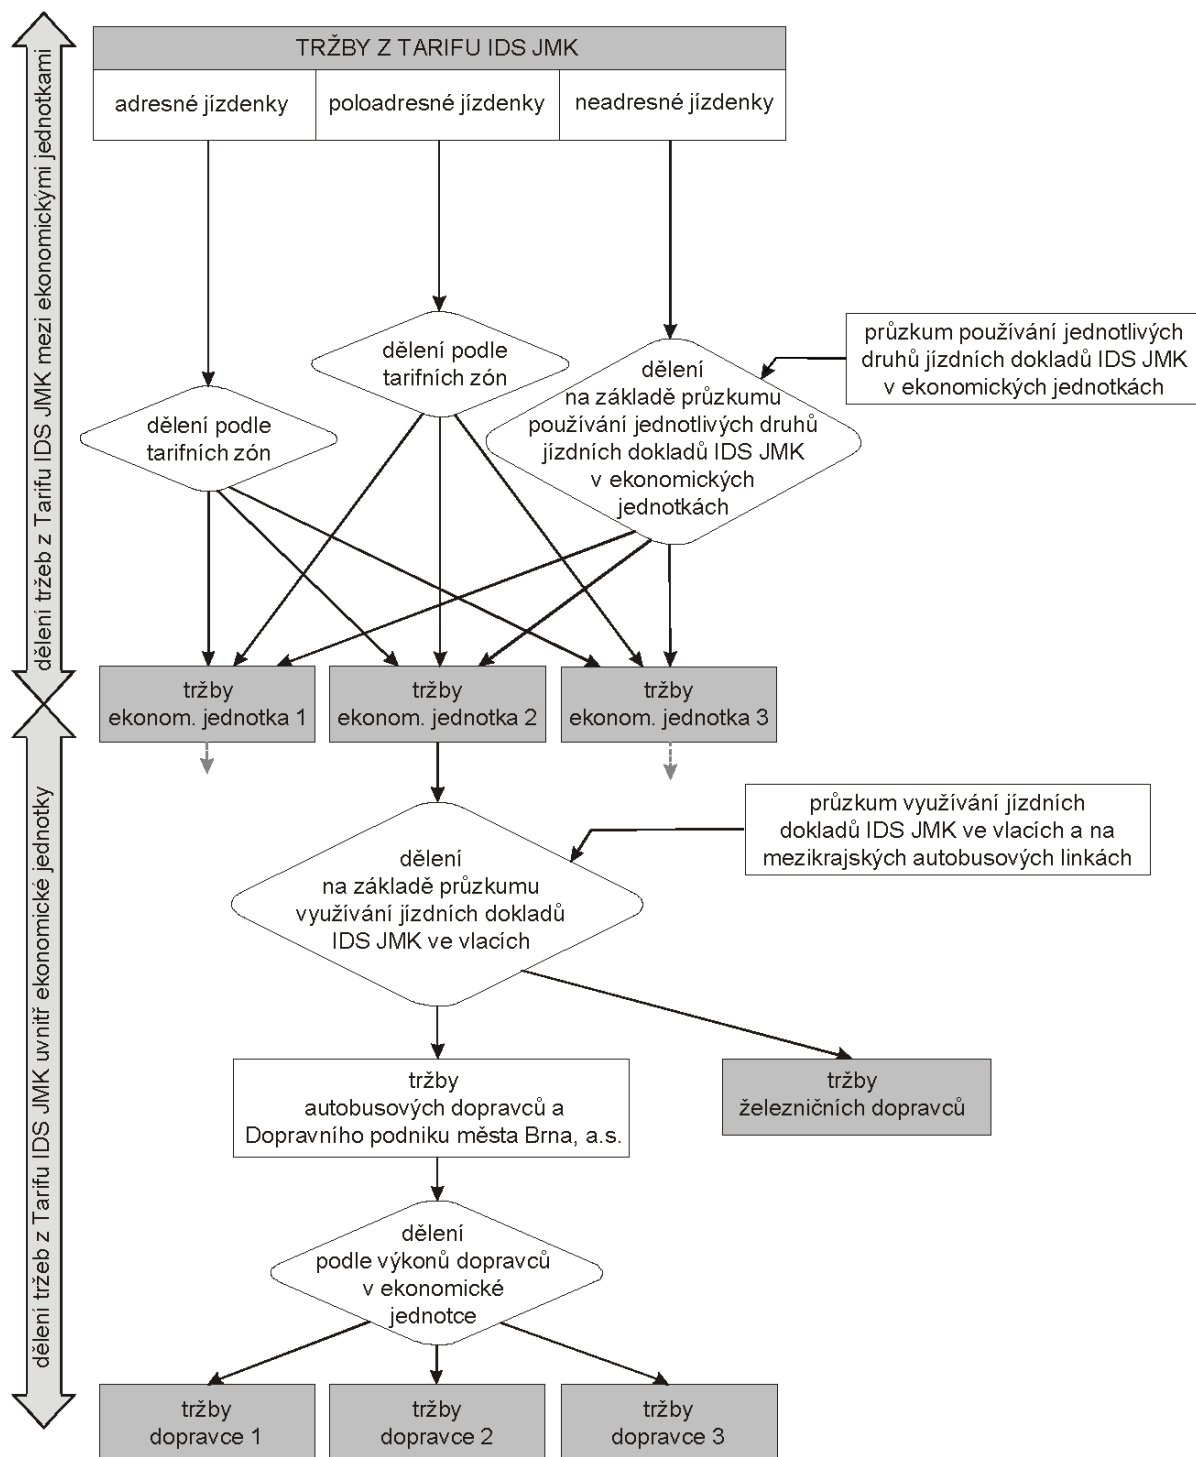 TRŽBY Z TARIFU IDS JMK
adresné jízdenky
poloadresné jízdenky
neadresné jízdenky
dělení tržeb z Tarifu IDS JMK mezi ekonomickými jednotkami
dělení podle
tarifních zón
dělení podle
tarifních zón
dělení
na základě průzkumu
používání jednotlivých druhů
jízdních dokladů IDS JMK
v ekonomických
jednotkách
průzkum používání jednotlivých
druhů jízdních dokladů IDS JMK
v ekonomických jednotkách
tržby
ekonom. jednotka 1
tržby
ekonom. jednotka 2
tržby
ekonom. jednotka 3
dělení tržeb z Tarifu IDS JMK uvnitř ekonomické jednotky
dělení
na základě průzkumu
využívání jízdních dokladů
IDS JMK ve vlacích
průzkum využívání jízdních
dokladů IDS JMK ve vlacích a na
mezikrajských autobusových linkách
tržby
autobusových dopravců a
Dopravního podniku města Brna, a.s.
tržby
železničních dopravců
dělení
podle výkonů dopravců
v ekonomické
jednotce
tržby
dopravce 1
tržby
dopravce 2
tržby
dopravce 3